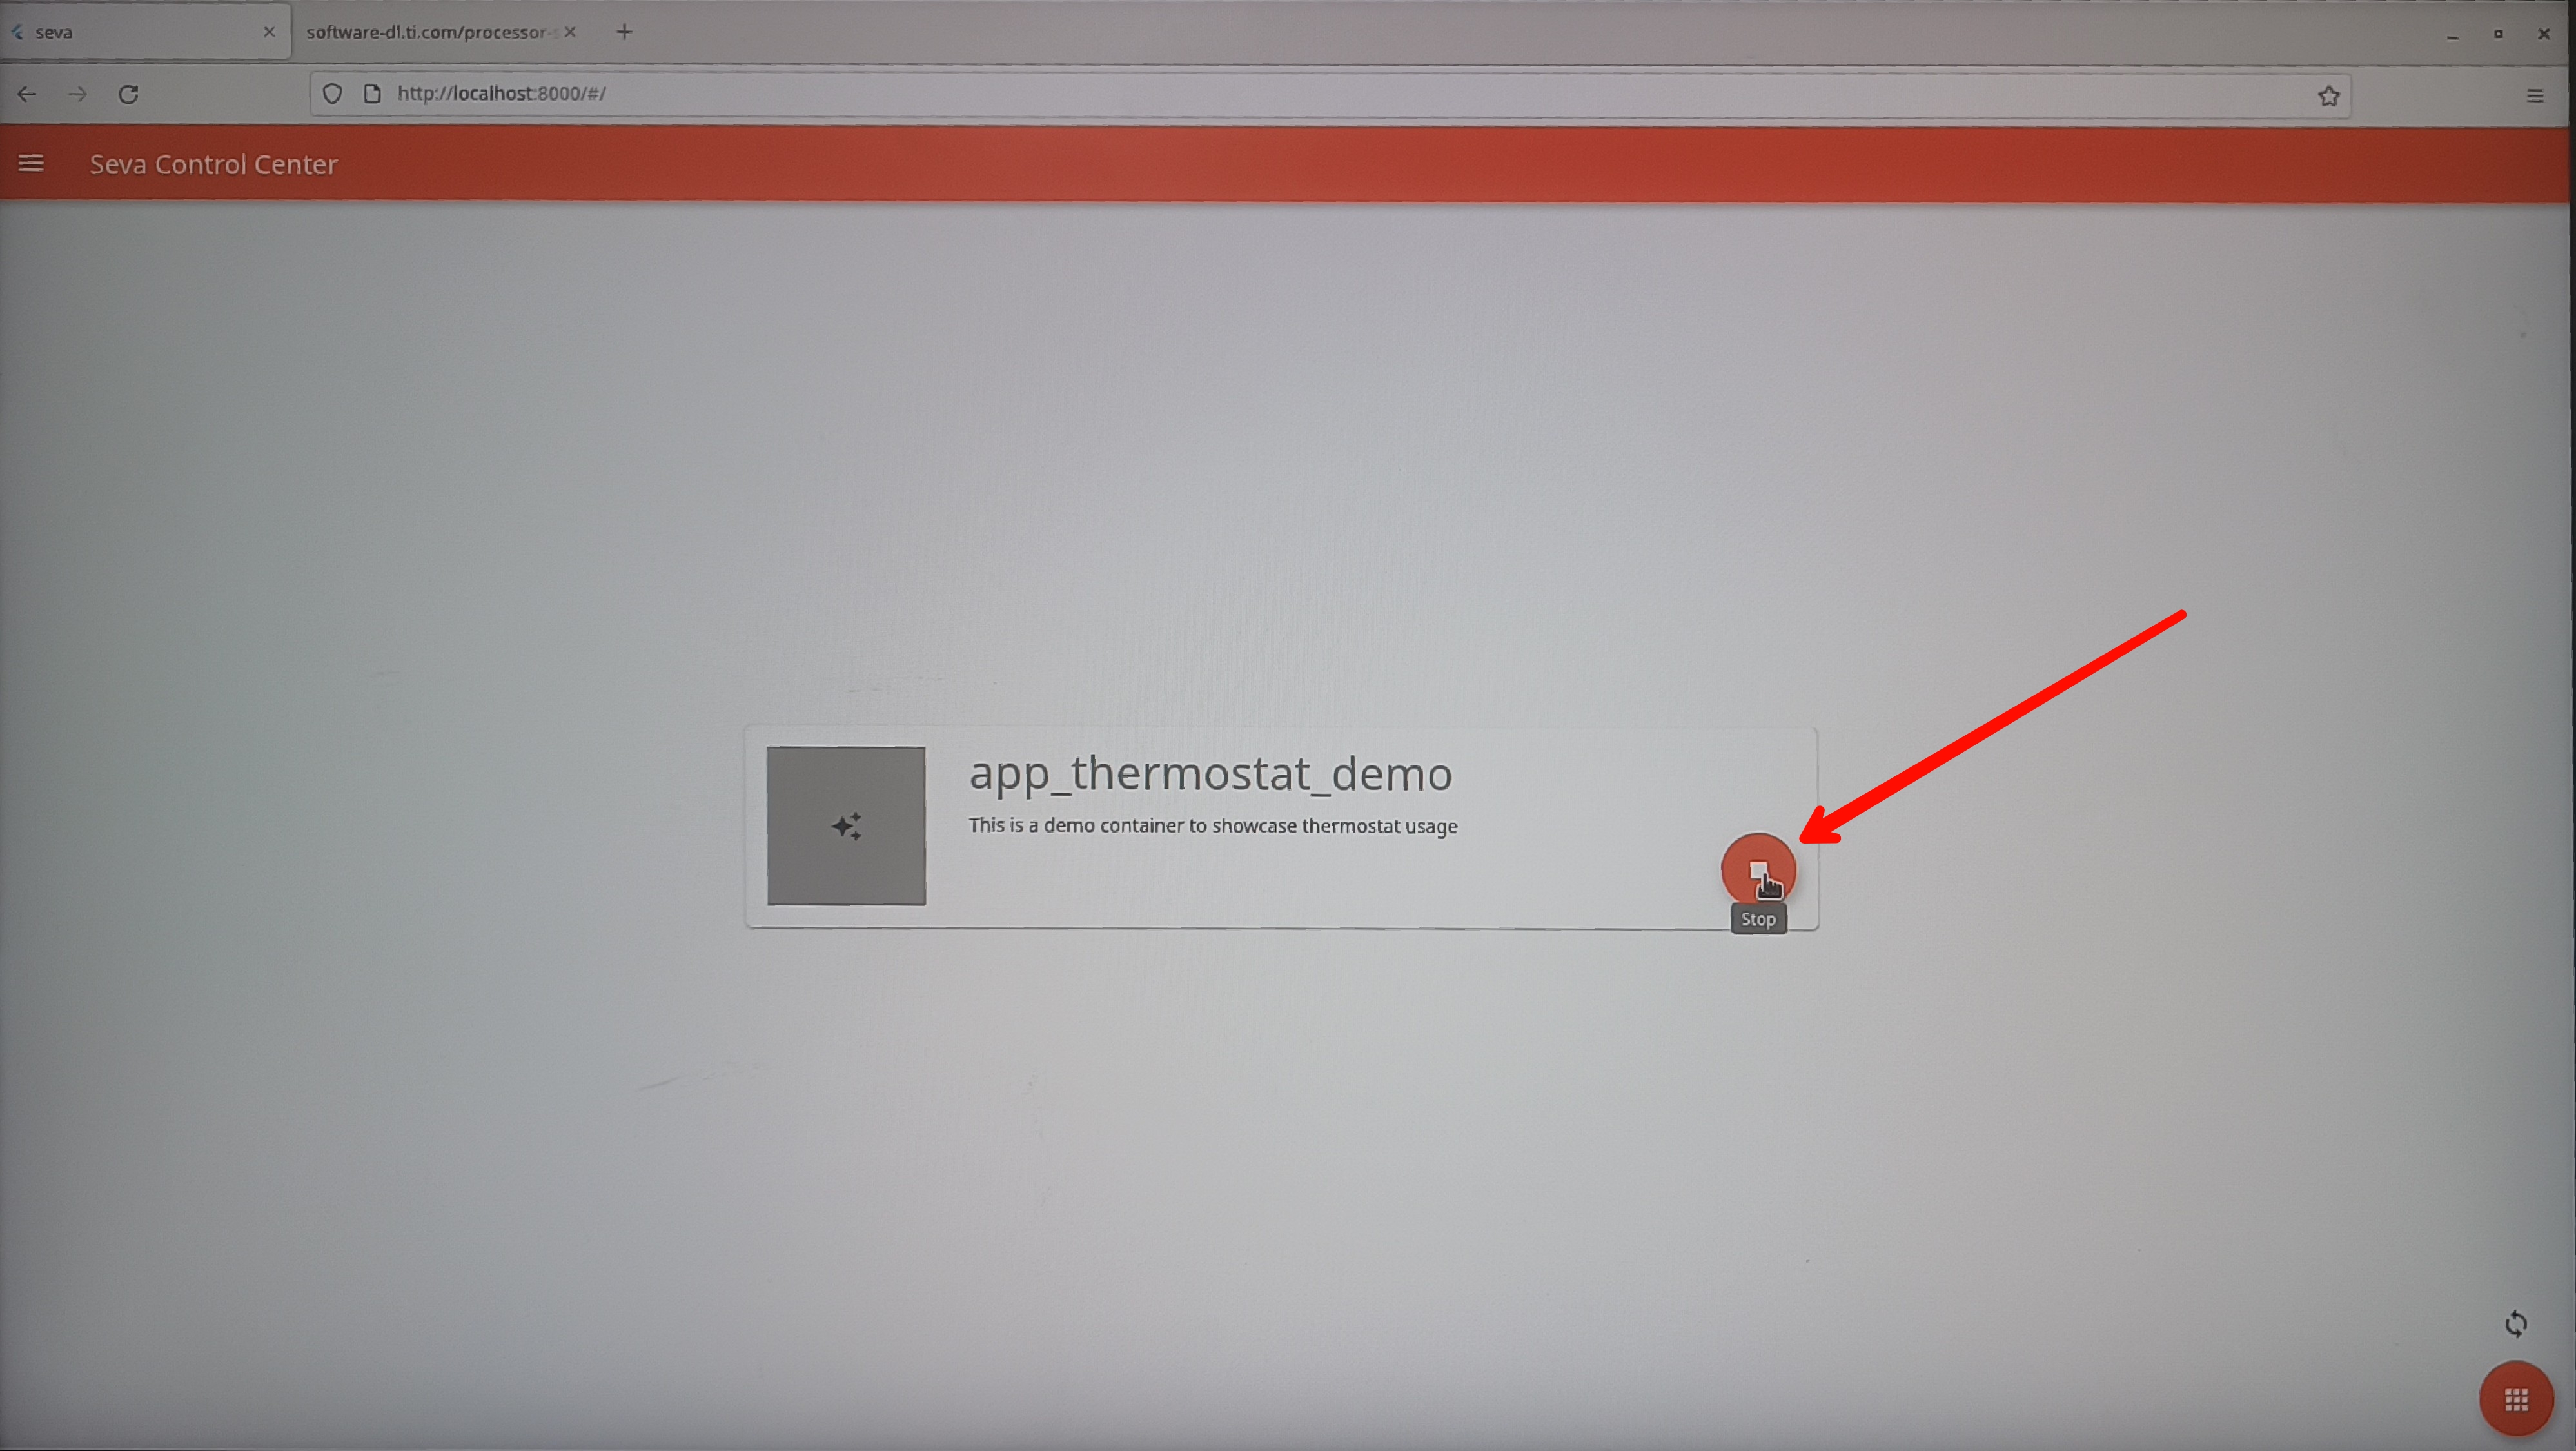 seva
software-dl.ti.com/processor-
http://localhost:8000/#/
Seva Control Center
app_thermostat_demo
This is a demo container to showcase thermostat usage
Stop